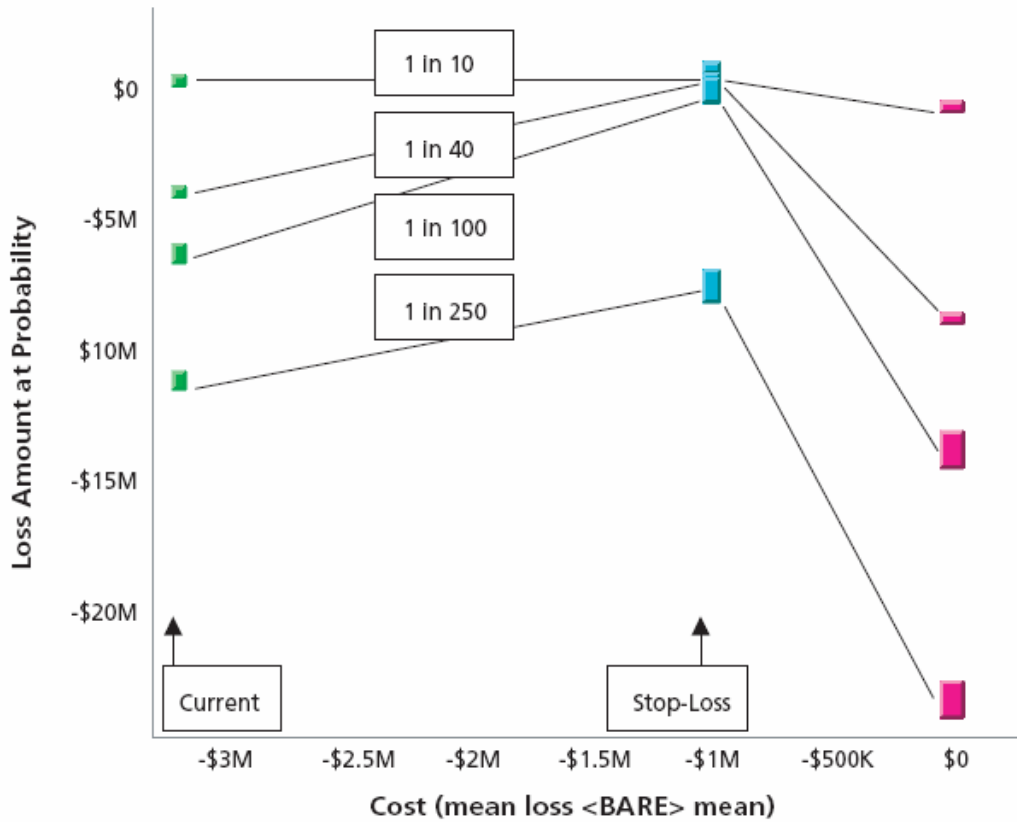 1 in 10
1 in 40
1 in 100
1 in 250
$0
-$5M
$10M
-$15M
-$20M
Loss Amount at Probability
Current
Stop-Loss
-$3M
-$2.5M
-$2M
-$1.5M
-$1M
-$500K
$0
Cost (mean loss <BARE> mean)